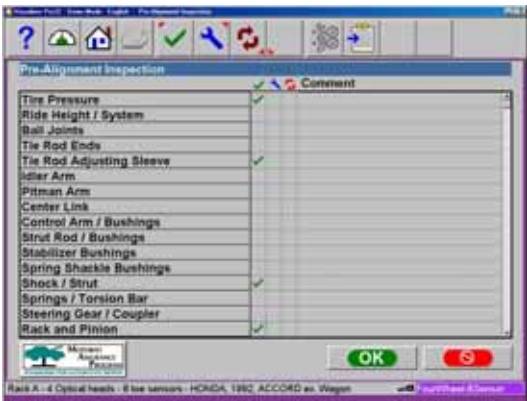 Pre-Alignment Inspection
Comment
Tire Pressure
Ride Height / System
Ball Joints
Tie Rod Ends
Tie Rod Adjusting Sleeve
Idler Arm
Pitman Arm
Center Link
Control Arm / Bushings
Strut Rod / Bushings
Stabilizer Bushings
Spring Shackle Bushings
Shock / Strut
Springs / Torsion Bar
Steering Gear / Coupler
Rack and Pinion
Motorist
Assurance
Program
OK
Rack A - 4 Optical heads - 8 toe sensors - HONDA, 1992, ACCORD ex. Wagon